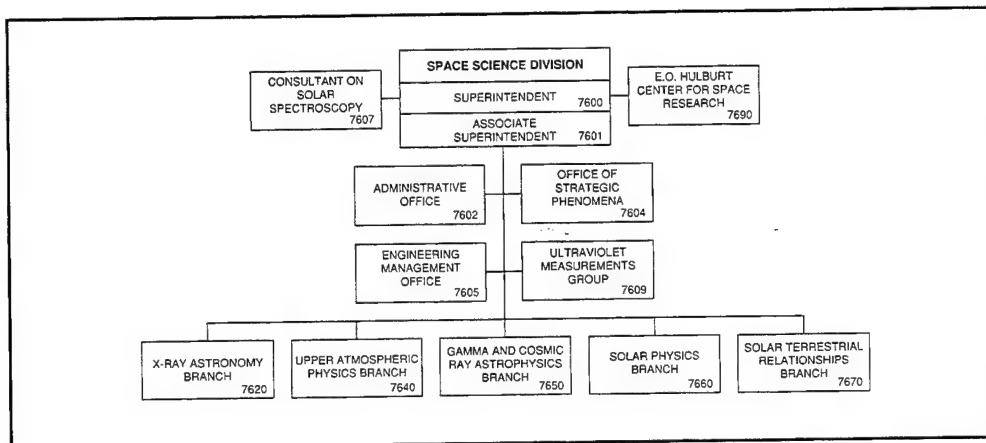 SPACE SCIENCE DIVISION
CONSULTANT ON
SOLAR
SPECTROSCOPY
7607
SUPERINTENDENT
7600
E.O. HULBURT
CENTER FOR SPACE
RESEARCH
7690
ASSOCIATE
SUPERINTENDENT
7601
ADMINISTRATIVE
OFFICE
7602
OFFICE OF
STRATEGIC
PHENOMENA
7604
ENGINEERING
MANAGEMENT
OFFICE
7605
ULTRAVIOLET
MEASUREMENTS
GROUP
7609
X-RAY ASTRONOMY
BRANCH
7620
UPPER ATMOSPHERIC
PHYSICS BRANCH
7640
GAMMA AND COSMIC
RAY ASTROPHYSICS
BRANCH
7650
SOLAR PHYSICS
BRANCH
7660
SOLAR TERRESTRIAL
RELATIONSHIPS
BRANCH
7670